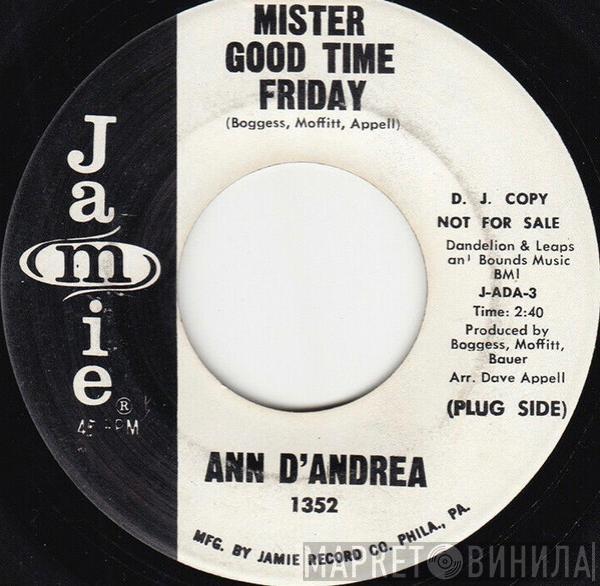 MISTER
GOOD TIME
FRIDAY
(Boggess, Moffitt, Appell)
Jamie
®
45 RPM
D. J. COPY
NOT FOR SALE
Dandelion & Leaps
an' Bounds Music
BMI
J-ADA-3
Time: 2:40
Produced by
Boggess, Moffitt,
Bauer
Arr. Dave Appell
(PLUG SIDE)
ANN D'ANDREA
1352
MFG. BY JAMIE RECORD CO. PHILA., PA.
МАРКЕТ ВИНИЛА